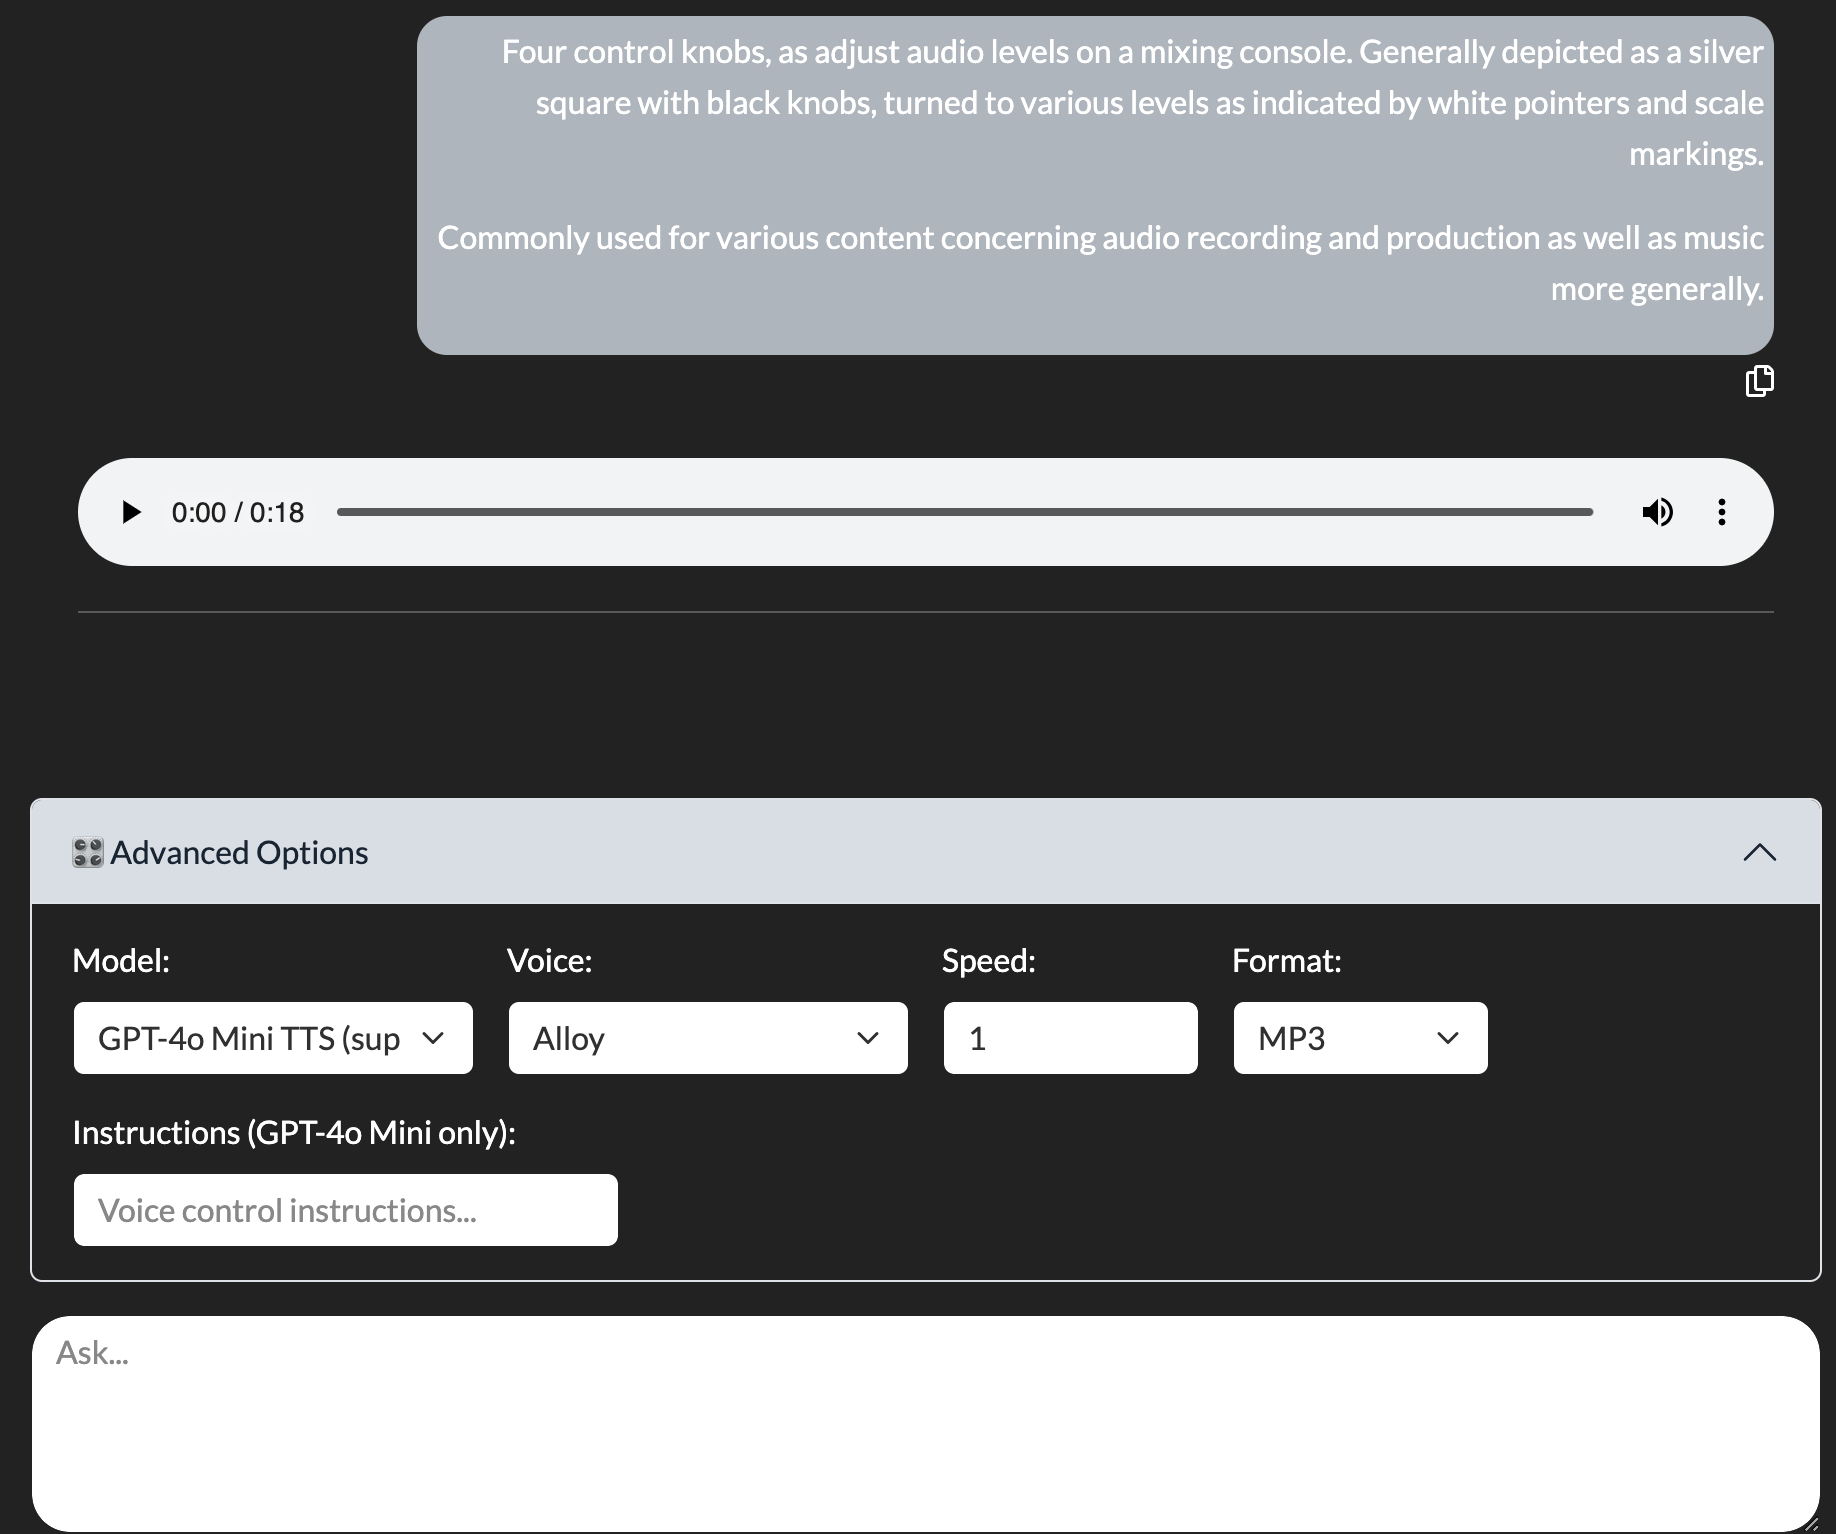 Four control knobs, as adjust audio levels on a mixing console. Generally depicted as a silver
square with black knobs, turned to various levels as indicated by white pointers and scale
markings.
Commonly used for various content concerning audio recording and production as well as music
more generally.
0:00 / 0:18
Advanced Options
Model: Voice: Speed: Format:
GPT-4o Mini TTS (sup Alloy 1 MP3
Instructions (GPT-4o Mini only):
Voice control instructions...
Ask...